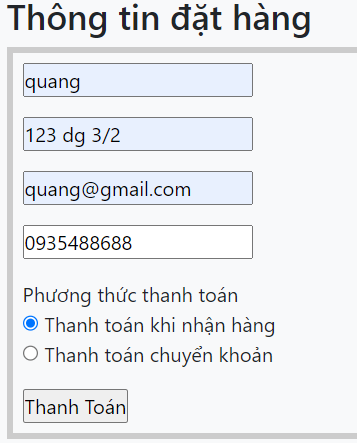 Thông tin đặt hàng
quang
123 dg 3/2
quang@gmail.com
0935488688
Phương thức thanh toán
Thanh toán khi nhận hàng
Thanh toán chuyển khoản
Thanh Toán